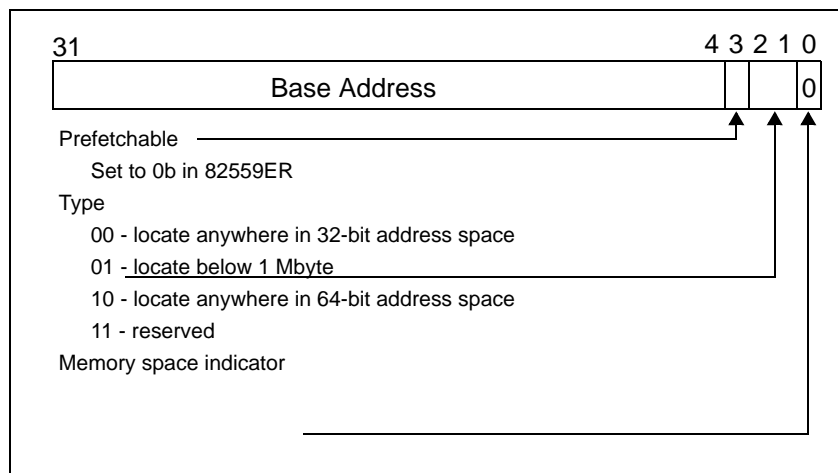 31 4 3 2 1 0
Base Address 0
Prefetchable
Set to 0b in 82559ER
Type
00 - locate anywhere in 32-bit address space
01 - locate below 1 Mbyte
10 - locate anywhere in 64-bit address space
11 - reserved
Memory space indicator